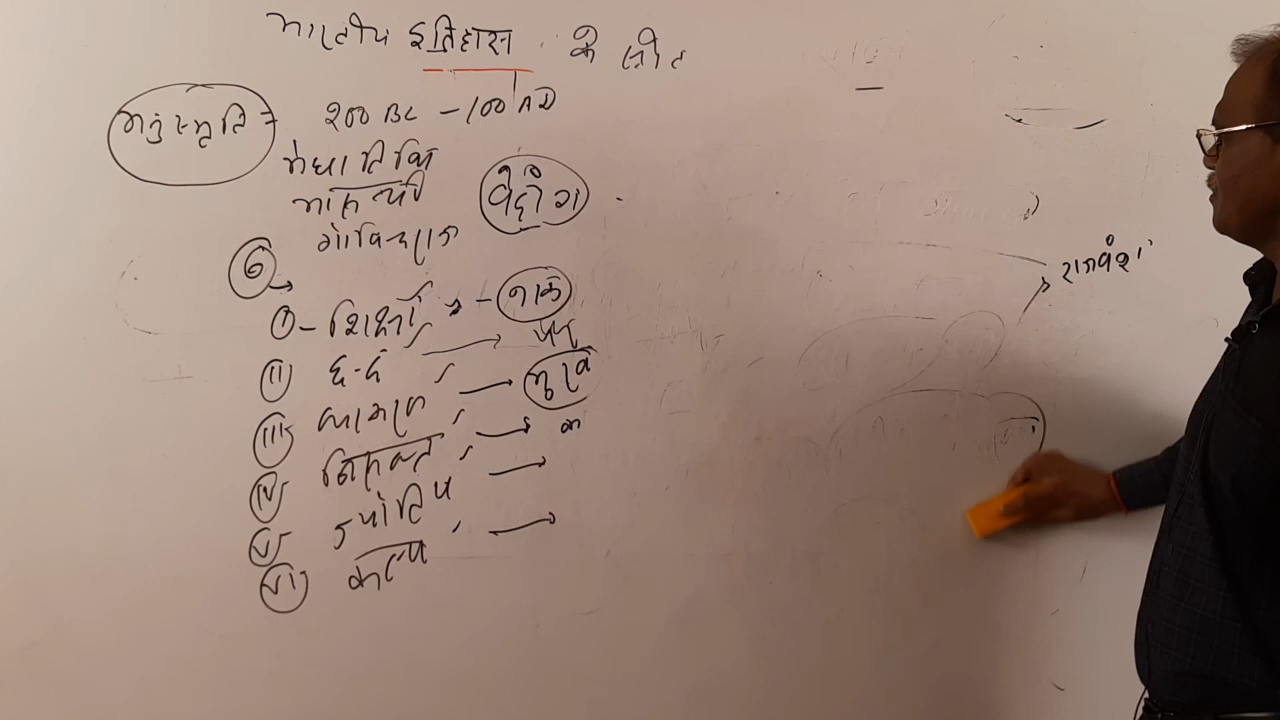 भारतीय इतिहास के स्रोत
मनुस्मृति = 200 BC - 100 AD
मेधातिथि
भारूची
गोविन्दराज
वेदांग
6 →
(i) - शिक्षा → - नाक
(ii) छन्द → पैर
(iii) व्याकरण → मुख
(iv) निरुक्त → क
(v) ज्योतिष →
(vi) कल्प →
राजवंश